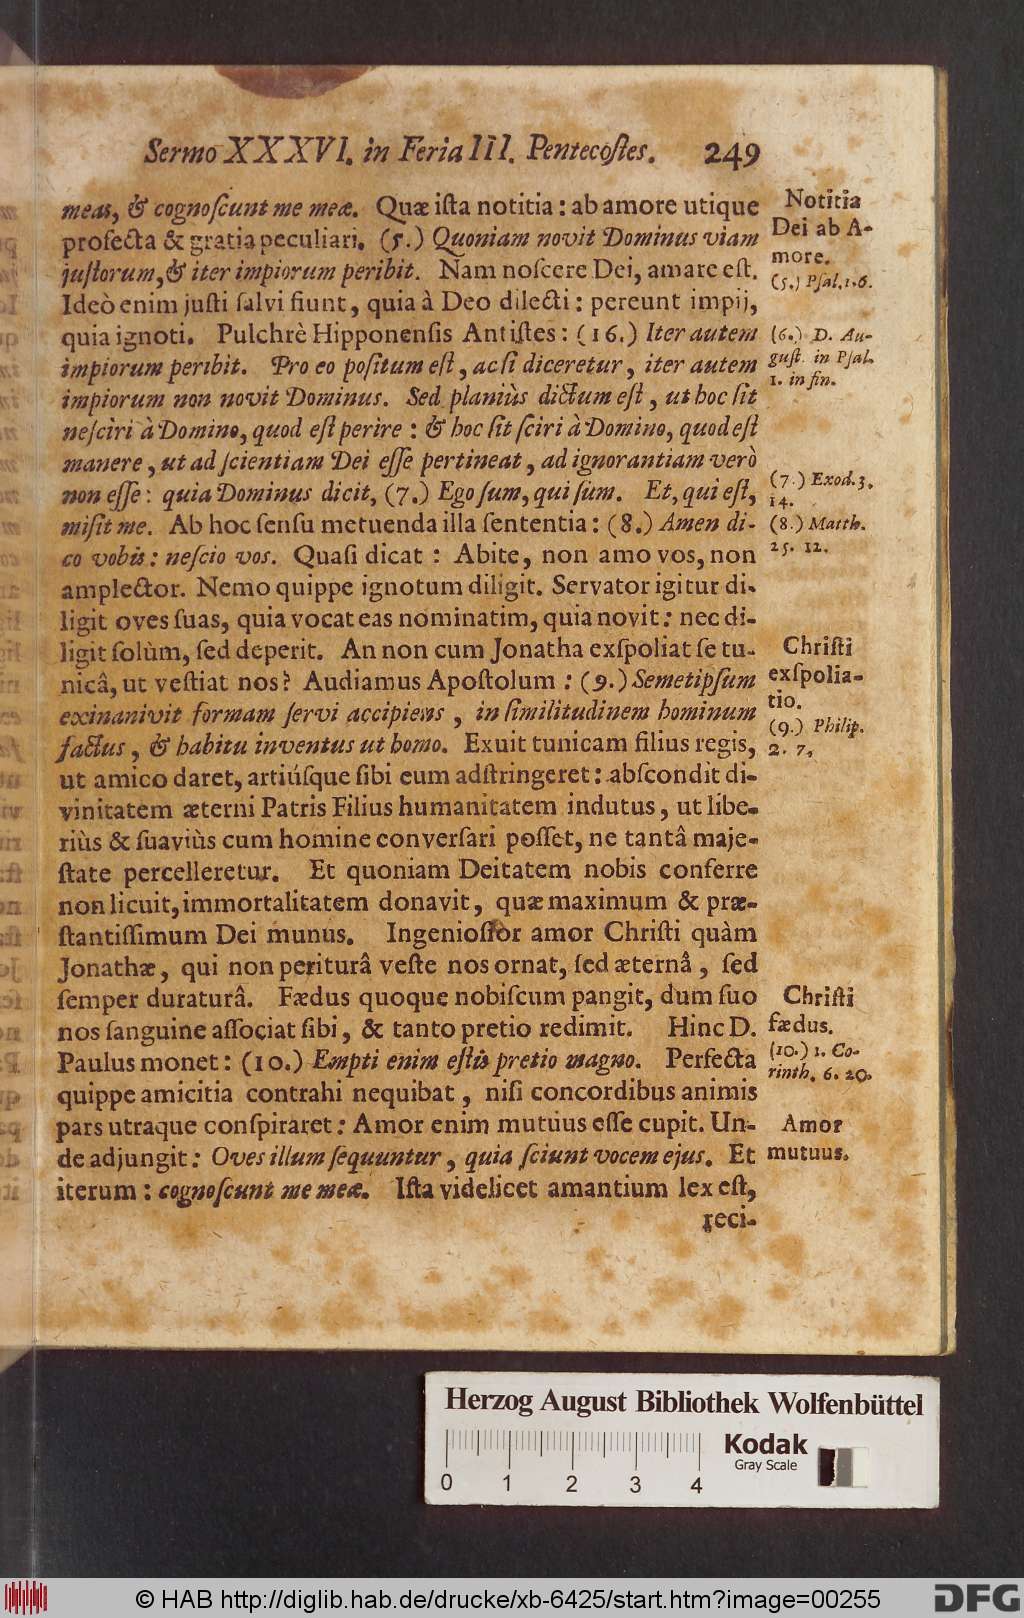 Sermo XXXVI. in Feria III. Pentecoſtes. 249
meas, & cognoſcunt me meæ. Quæ iſta notitia: ab amore utique
profecta & gratia peculiari. (5.) Quoniam novit Dominus viam
juſtorum, & iter impiorum peribit. Nam noſcere Dei, amare eſt.
Ideò enim juſti ſalvi fiunt, quia à Deo dilecti: pereunt impij,
quia ignoti. Pulchrè Hipponenſis Antiſtes: (16.) Iter autem
impiorum peribit. Pro eo poſitum eſt, ac ſi diceretur, iter autem
impiorum non novit Dominus. Sed planiùs dictum eſt, ut hoc ſit
neſciri à Domino, quod eſt perire: & hoc ſit ſciri à Domino, quod eſt
manere, ut ad ſcientiam Dei eſſe pertineat, ad ignorantiam verò
non eſſe: quia Dominus dicit, (7.) Ego ſum, qui ſum. Et, qui eſt,
miſit me. Ab hoc ſenſu metuenda illa ſententia: (8.) Amen di-
co vobis: neſcio vos. Quaſi dicat: Abite, non amo vos, non
amplector. Nemo quippe ignotum diligit. Servator igitur di-
ligit oves ſuas, quia vocat eas nominatim, quia novit: nec di-
ligit ſolùm, ſed deperit. An non cum Jonatha exſpoliat ſe tu-
nicâ, ut veſtiat nos? Audiamus Apoſtolum: (9.) Semetipſum
exinanivit formam ſervi accipiens, in ſimilitudinem hominum
factus, & habitu inventus ut homo. Exuit tunicam filius regis,
ut amico daret, artiúſque ſibi eum adſtringeret: abſcondit di-
vinitatem æterni Patris Filius humanitatem indutus, ut libe-
riùs & ſuaviùs cum homine converſari poſſet, ne tantâ maje-
ſtate percelleretur. Et quoniam Deitatem nobis conferre
non licuit, immortalitatem donavit, quæ maximum & præ-
ſtantiſſimum Dei munus. Ingenioſior amor Chriſti quàm
Jonathæ, qui non periturâ veſte nos ornat, ſed æternâ, ſed
ſemper duraturâ. Fædus quoque nobiſcum pangit, dum ſuo
nos ſanguine aſſociat ſibi, & tanto pretio redimit. Hinc D.
Paulus monet: (10.) Empti enim eſtis pretio magno. Perfecta
quippe amicitia contrahi nequibat, niſi concordibus animis
pars utraque conſpiraret: Amor enim mutuus eſſe cupit. Un-
de adjungit: Oves illum ſequuntur, quia ſciunt vocem ejus. Et
iterum: cognoſcunt me meæ. Iſta videlicet amantium lex eſt,
reci-
Notitia
Dei ab A-
more.
(5.) Pſal. 1. 6.
(6.) D. Au-
guſt. in Pſal.
1. in fin.
(7.) Exod. 3.
14.
(8.) Matth.
25. 12.
Chriſti
exſpolia-
tio.
(9.) Philip.
2. 7.
Chriſti
fædus.
(10.) 1. Co-
rinth. 6. 20.
Amor
mutuus.
Herzog August Bibliothek Wolfenbüttel
Kodak
Gray Scale
0 1 2 3 4
© HAB http://diglib.hab.de/drucke/xb-6425/start.htm?image=00255
DFG